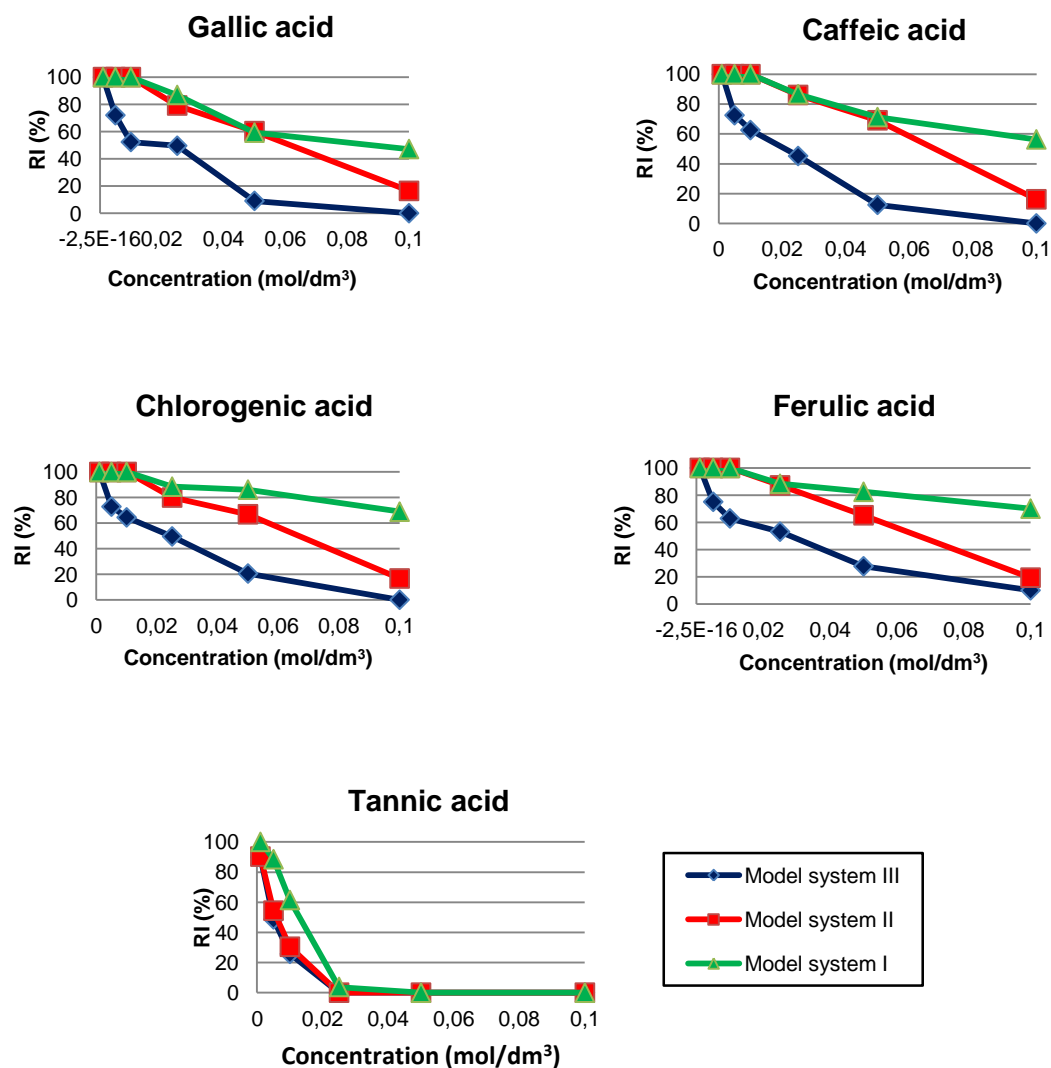 Gallic acid
100
80
60
40
20
0
RI (%)
-2,5E-160,02 0,04 0,06 0,08 0,1
Concentration (mol/dm³)
Caffeic acid
100
80
60
40
20
0
RI (%)
0 0,02 0,04 0,06 0,08 0,1
Concentration (mol/dm³)
Chlorogenic acid
100
80
60
40
20
0
RI (%)
0 0,02 0,04 0,06 0,08 0,1
Concentration (mol/dm³)
Ferulic acid
100
80
60
40
20
0
RI (%)
-2,5E-16 0,02 0,04 0,06 0,08 0,1
Concentration (mol/dm³)
Tannic acid
100
80
60
40
20
0
RI (%)
0 0,02 0,04 0,06 0,08 0,1
Concentration (mol/dm³)
Model system III
Model system II
Model system I